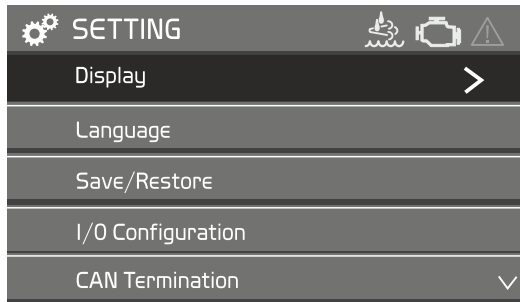 SETTING
Display
Language
Save/Restore
I/O Configuration
CAN Termination